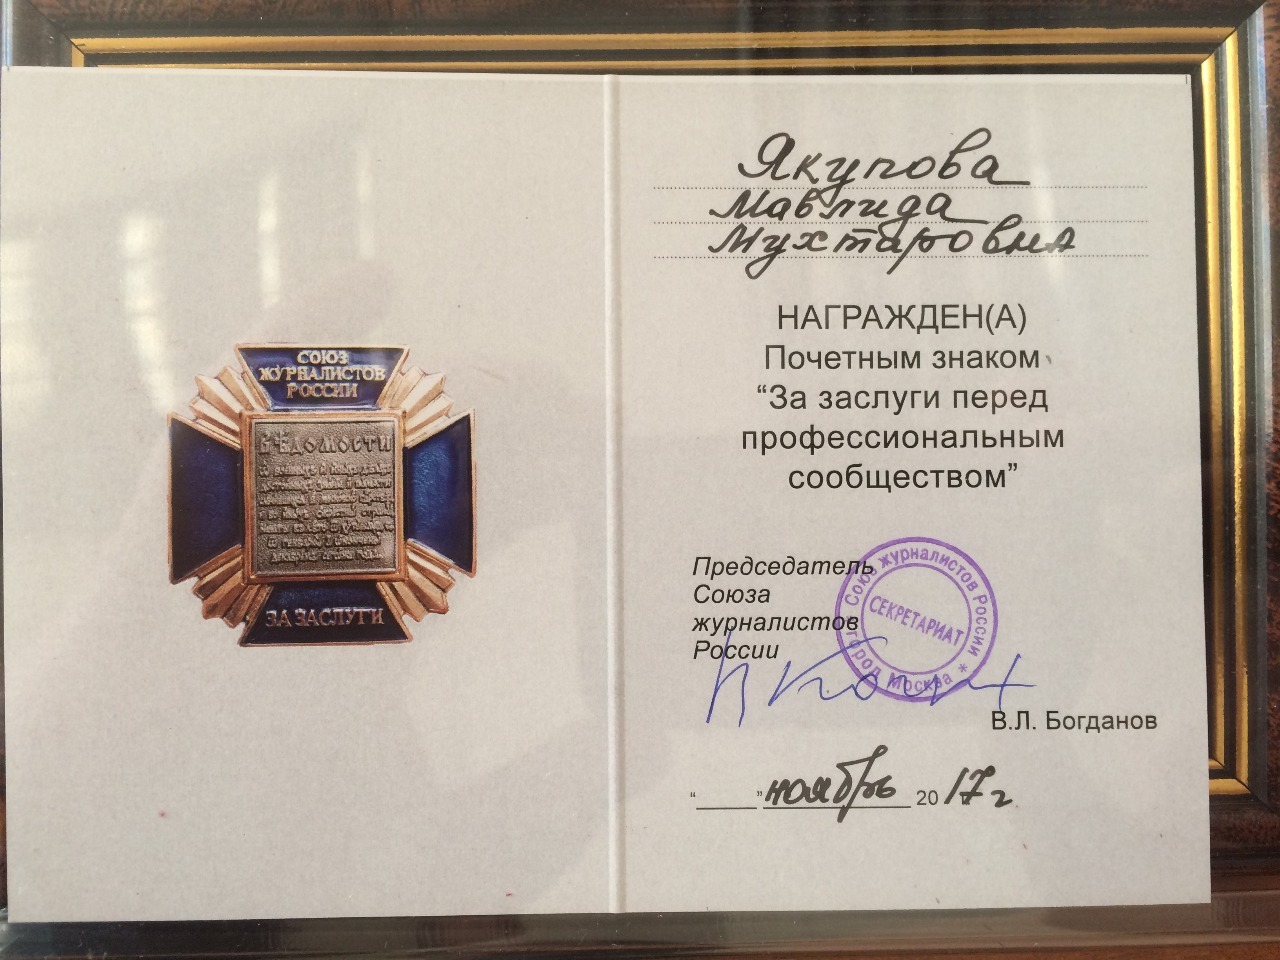 СОЮЗ
ЖУРНАЛИСТОВ
РОССИИ
ВЕДОМОСТИ
ЗА ЗАСЛУГИ
Якупова
Мавлида
Мухтаровна
НАГРАЖДЕН(А)
Почетным знаком
“За заслуги перед
профессиональным
сообществом”
Председатель
Союза
журналистов
России
Союз журналистов России * город Москва *
СЕКРЕТАРИАТ
В.Л. Богданов
“ ” ноябрь 2017г